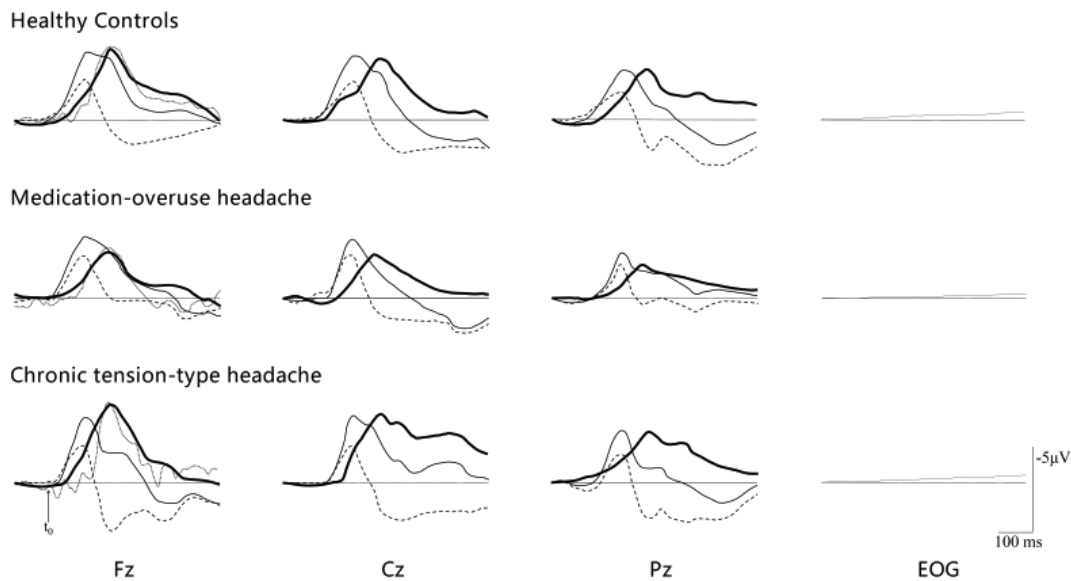 Healthy Controls
Medication-overuse headache
Chronic tension-type headache
t₀
-5µV
100 ms
Fz Cz Pz EOG